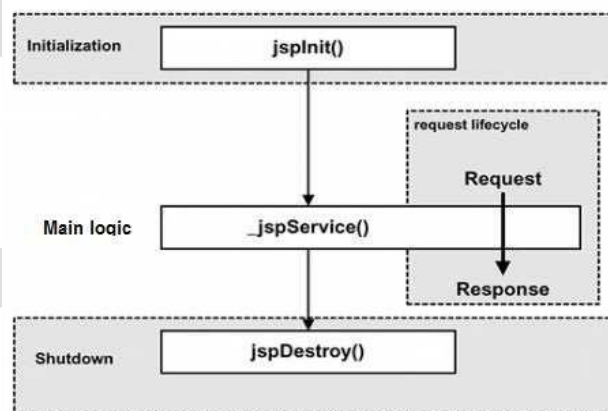 Initialization
jspInit()
request lifecycle
Request
Main logic
_jspService()
Response
Shutdown
jspDestroy()